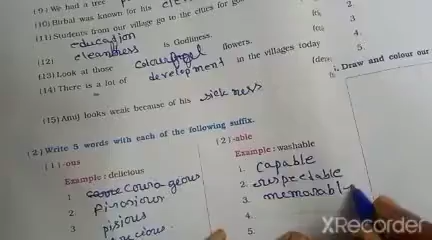 (9) We had a tree
(10) Birbal was known for his
(11) Students from our village go to the cities for
education
(12) cleanness is Godliness.
(13) Look at those colourful flowers.
(14) There is a lot of development in the villages today
(15) Anuj looks weak because of his sickness
(2) Write 5 words with each of the following suffix.
(1) -ous
Example : delicious
1. courageous
2
3
(2) -able
Example : washable
1. capable
2. respectable
3. memorabl
4.
5.
2.
3
4.
5.
i. Draw and colour our
XRecorder